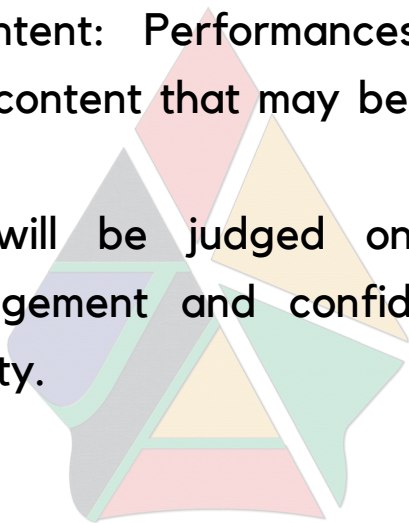 ntent: Performances
content that may be
will be judged on
gement and confid
ty.